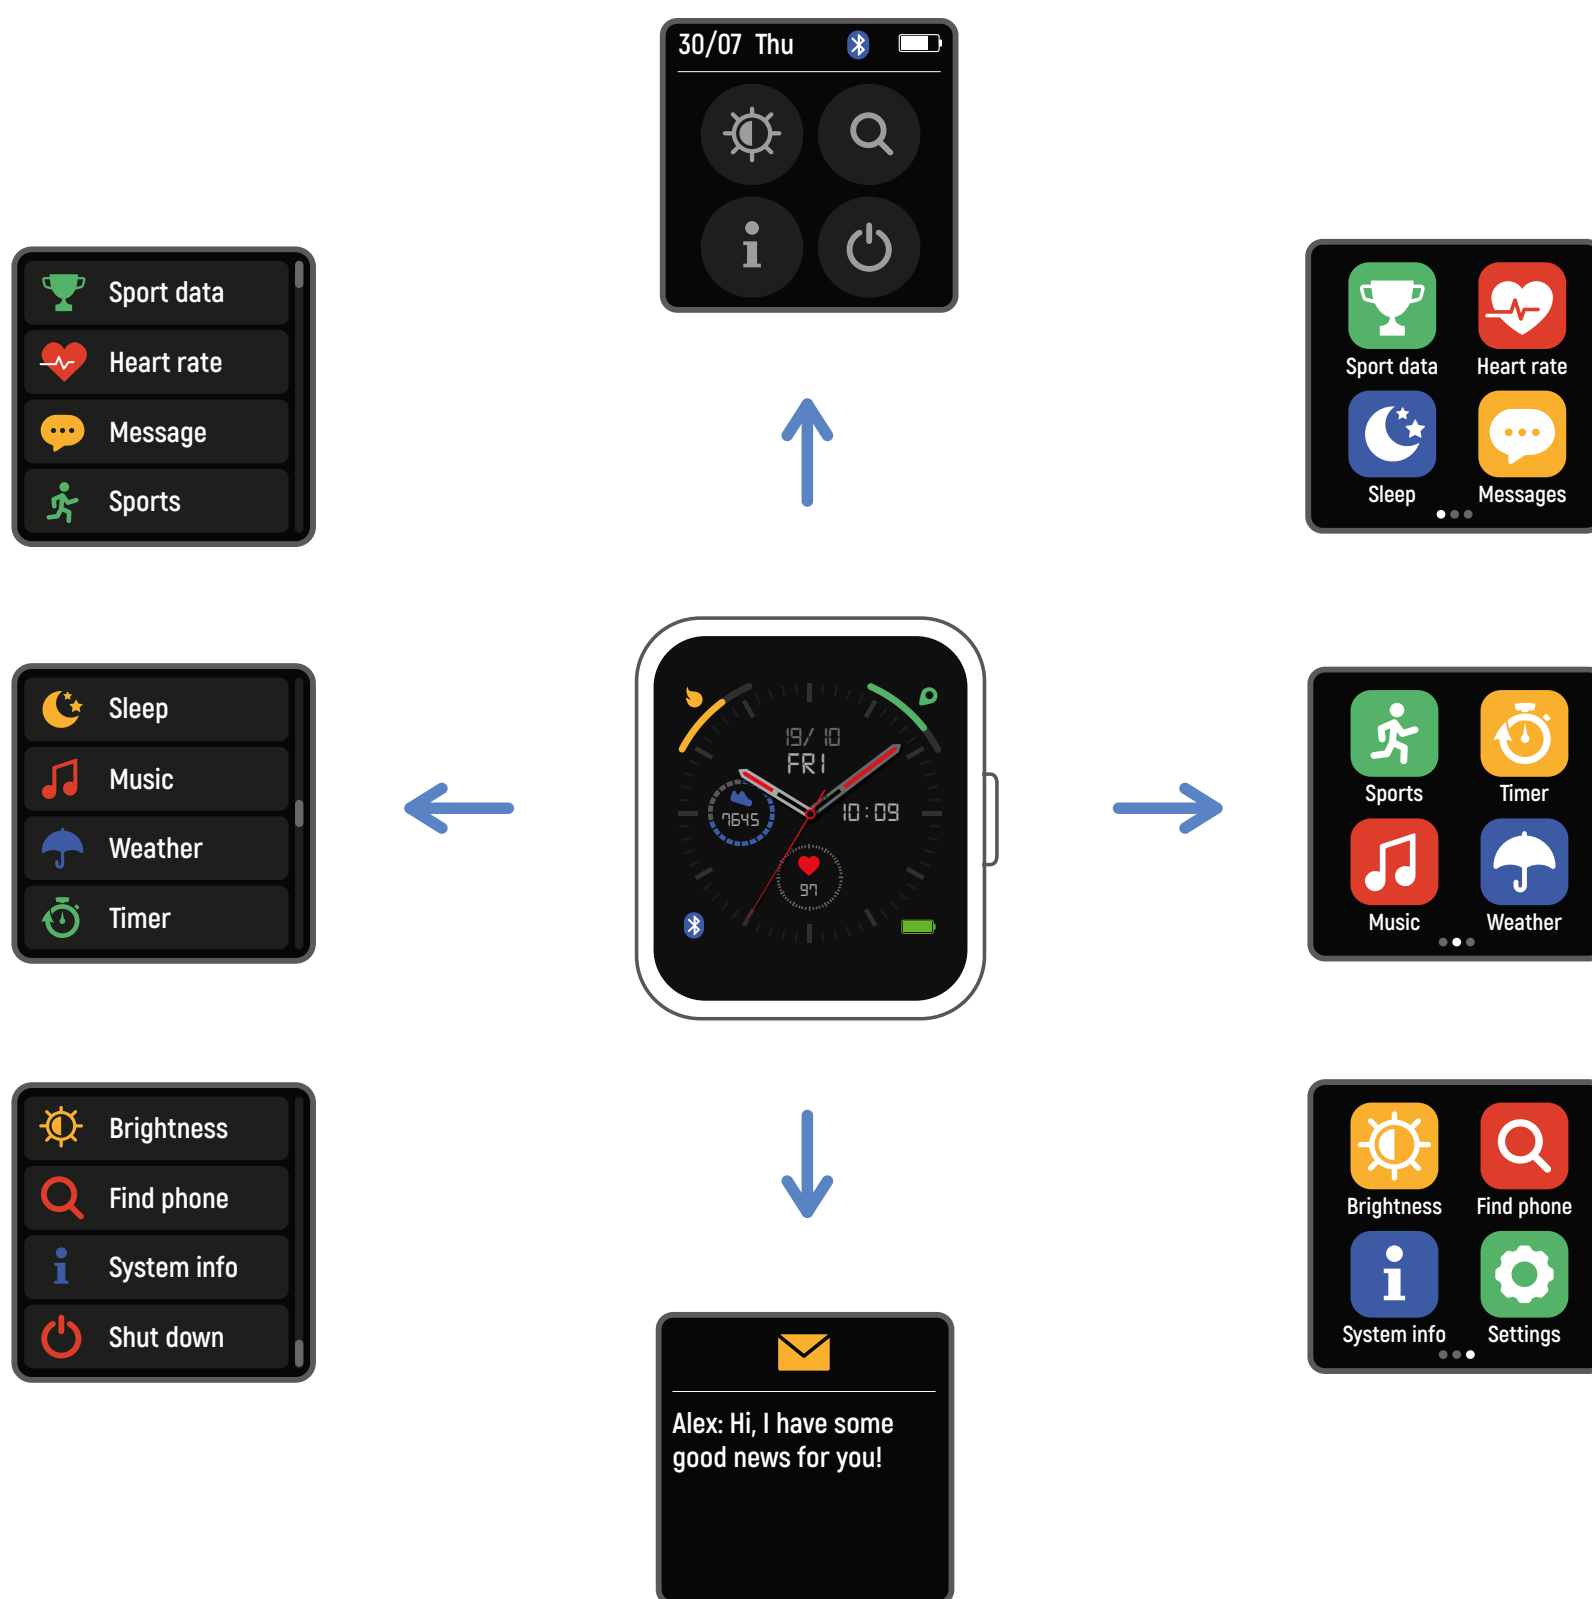 30/07 Thu
Sport data
Heart rate
Message
Sports
Sport data
Heart rate
Sleep
Messages
Sleep
Music
Weather
Timer
19/ 10
FRI
7645
10:09
97
Sports
Timer
Music
Weather
Brightness
Find phone
System info
Shut down
Brightness
Find phone
System info
Settings
Alex: Hi, I have some
good news for you!